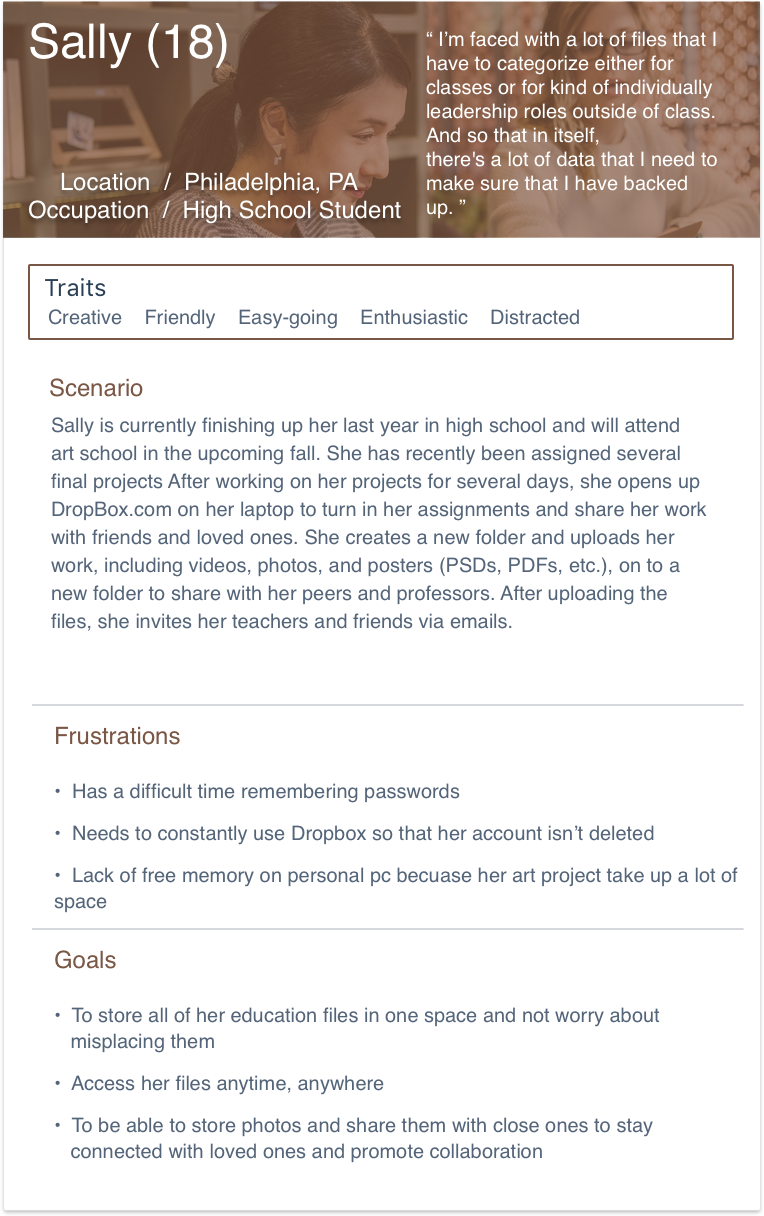 Sally (18)
Location / Philadelphia, PA
Occupation / High School Student
“ I’m faced with a lot of files that I
have to categorize either for
classes or for kind of individually
leadership roles outside of class.
And so that in itself,
there's a lot of data that I need to
make sure that I have backed
up. ”
Traits
Creative Friendly Easy-going Enthusiastic Distracted
Scenario
Sally is currently finishing up her last year in high school and will attend
art school in the upcoming fall. She has recently been assigned several
final projects After working on her projects for several days, she opens up
DropBox.com on her laptop to turn in her assignments and share her work
with friends and loved ones. She creates a new folder and uploads her
work, including videos, photos, and posters (PSDs, PDFs, etc.), on to a
new folder to share with her peers and professors. After uploading the
files, she invites her teachers and friends via emails.
Frustrations
• Has a difficult time remembering passwords
• Needs to constantly use Dropbox so that her account isn’t deleted
• Lack of free memory on personal pc becuase her art project take up a lot of
space
Goals
• To store all of her education files in one space and not worry about
misplacing them
• Access her files anytime, anywhere
• To be able to store photos and share them with close ones to stay
connected with loved ones and promote collaboration